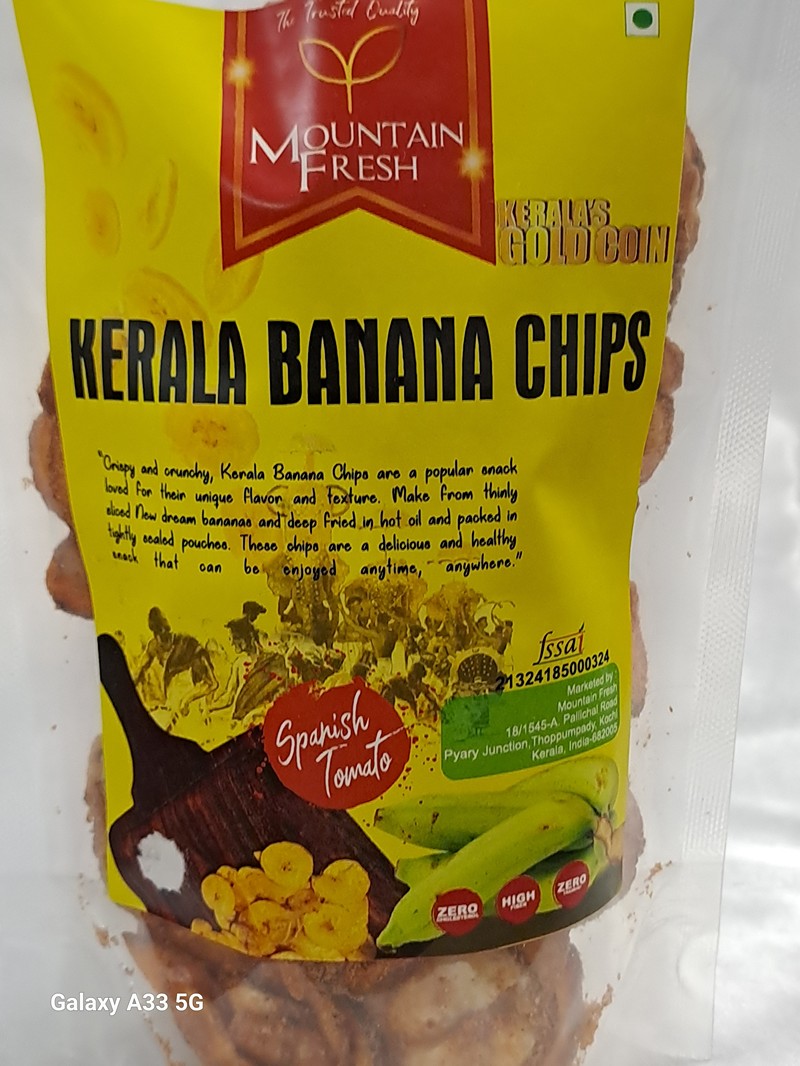 The Trusted Quality
MOUNTAIN
FRESH
KERALA'S
GOLD COIN
KERALA BANANA CHIPS
"Crispy and crunchy, Kerala Banana Chips are a popular snack
loved for their unique flavor and texture. Make from thinly
sliced New dream bananas and deep fried in hot oil and packed in
tightly sealed pouches. These chips are a delicious and healthy
snack that can be enjoyed anytime, anywhere."
fssai
21324185000324
Marketed by :
Mountain Fresh
18/1545-A. Pallichal Road
Pyary Junction, Thoppumpady, Kochi
Kerala, India-682005
Spanish
Tomato
ZERO
CHOLESTEROL
HIGH
FIBER
ZERO
Galaxy A33 5G